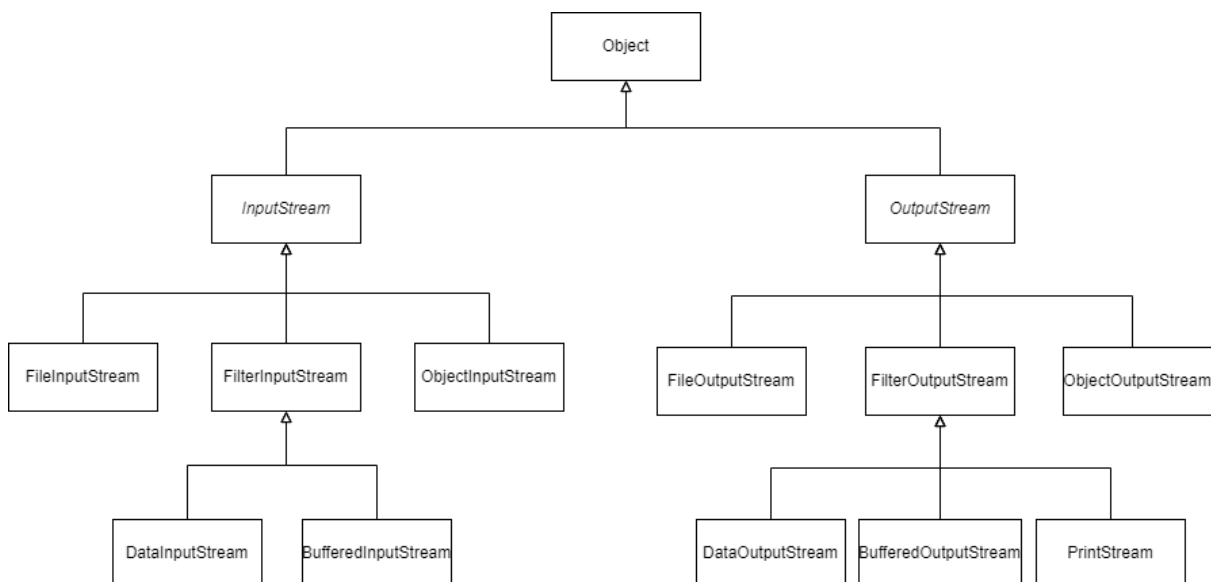 Object
InputStream
OutputStream
FileInputStream
FilterInputStream
ObjectInputStream
FileOutputStream
FilterOutputStream
ObjectOutputStream
DataInputStream
BufferedInputStream
DataOutputStream
BufferedOutputStream
PrintStream